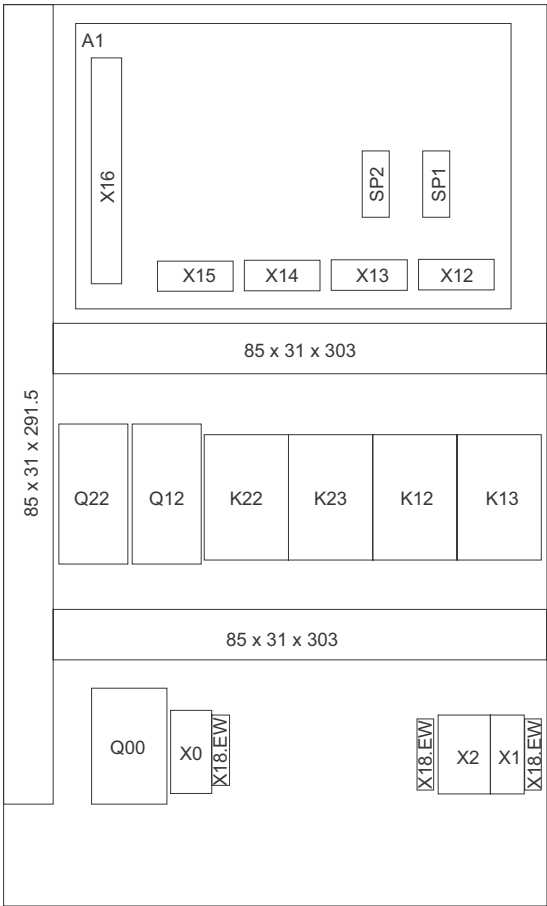 A1
X16
SP2
SP1
X15
X14
X13
X12
85 x 31 x 303
85 x 31 x 291.5
Q22
Q12
K22
K23
K12
K13
85 x 31 x 303
Q00
X0
X18.EW
X18.EW
X2
X1
X18.EW